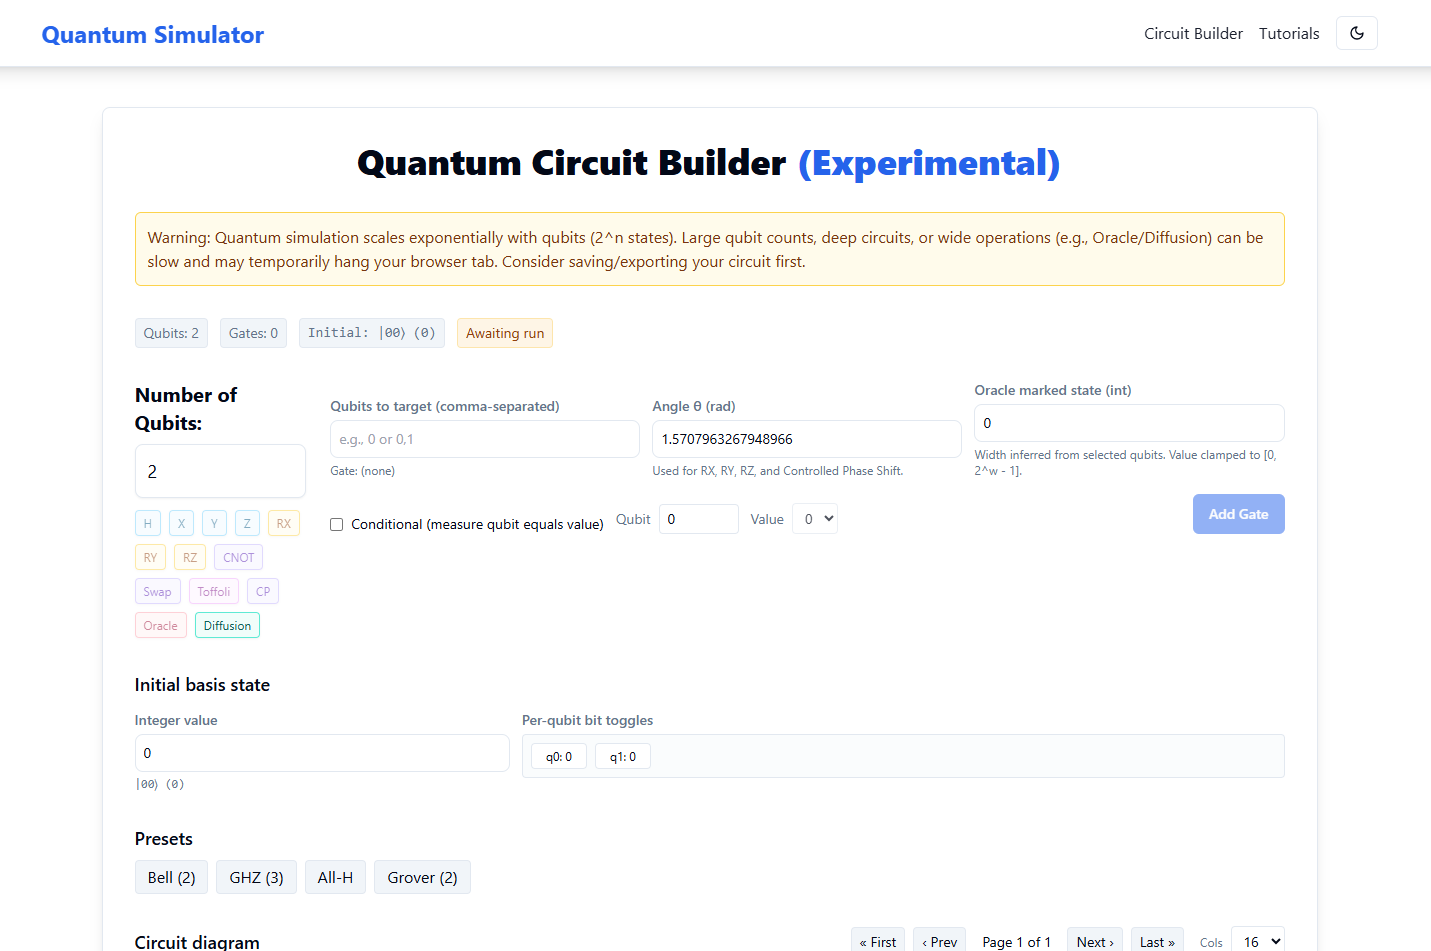 Quantum Simulator
Circuit Builder
Tutorials
Quantum Circuit Builder (Experimental)
Warning: Quantum simulation scales exponentially with qubits (2^n states). Large qubit counts, deep circuits, or wide operations (e.g., Oracle/Diffusion) can be
slow and may temporarily hang your browser tab. Consider saving/exporting your circuit first.
Qubits: 2
Gates: 0
Initial: |00⟩ (0)
Awaiting run
Number of
Qubits:
2
H
X
Y
Z
RX
RY
RZ
CNOT
Swap
Toffoli
CP
Oracle
Diffusion
Qubits to target (comma-separated)
e.g., 0 or 0,1
Gate: (none)
Angle θ (rad)
1.5707963267948966
Used for RX, RY, RZ, and Controlled Phase Shift.
Oracle marked state (int)
0
Width inferred from selected qubits. Value clamped to [0,
2^w - 1].
Conditional (measure qubit equals value)
Qubit
0
Value
0
Add Gate
Initial basis state
Integer value
0
|00⟩ (0)
Per-qubit bit toggles
q0: 0
q1: 0
Presets
Bell (2)
GHZ (3)
All-H
Grover (2)
Circuit diagram
« First
‹ Prev
Page 1 of 1
Next ›
Last »
Cols
16